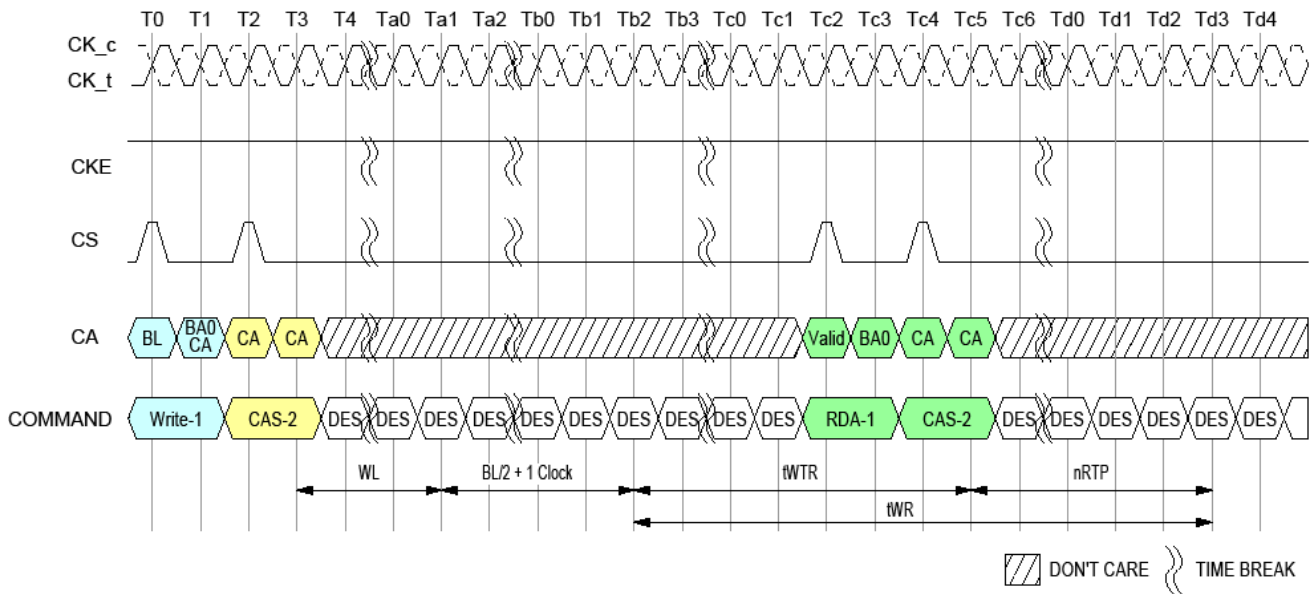 T0 T1 T2 T3 T4 Ta0 Ta1 Ta2 Tb0 Tb1 Tb2 Tb3 Tc0 Tc1 Tc2 Tc3 Tc4 Tc5 Tc6 Td0 Td1 Td2 Td3 Td4
CK_c
CK_t
CKE
CS
CA BL BA0 CA CA CA Valid BA0 CA CA
COMMAND Write-1 CAS-2 DES DES DES DES DES DES DES DES DES DES RDA-1 CAS-2 DES DES DES DES DES DES
WL BL/2 + 1 Clock tWTR nRTP
tWR
DON'T CARE TIME BREAK